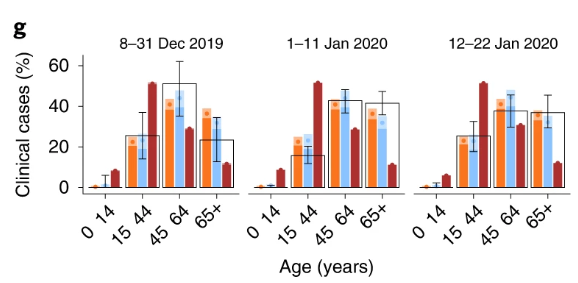 g
8–31 Dec 2019
1–11 Jan 2020
12–22 Jan 2020
Clinical cases (%)
60
40
20
0
0 14
15 44
45 64
65+
0 14
15 44
45 64
65+
0 14
15 44
45 64
65+
Age (years)